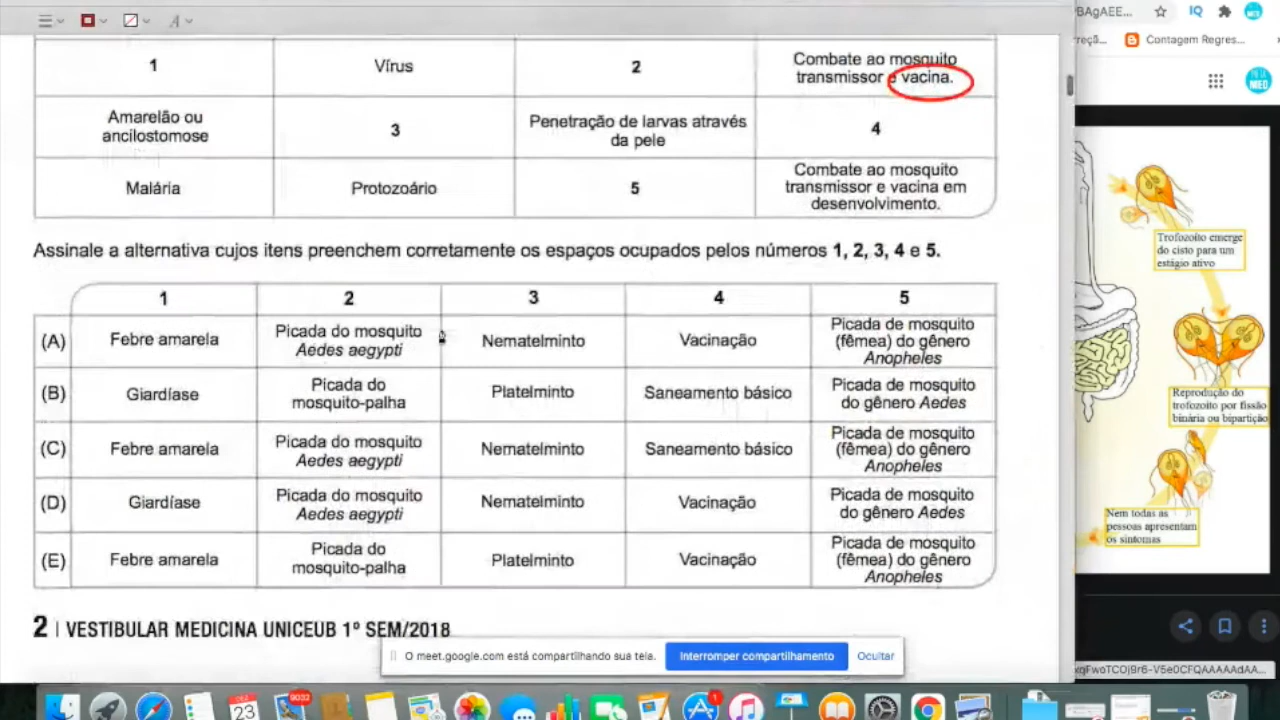 BAgAEE...
IQ
reção...
Contagem Regres...
MED
1
Vírus
2
Combate ao mosquito
transmissor e vacina.
Amarelão ou
ancilostomose
3
Penetração de larvas através
da pele
4
Malária
Protozoário
5
Combate ao mosquito
transmissor e vacina em
desenvolvimento.
Assinale a alternativa cujos itens preenchem corretamente os espaços ocupados pelos números 1, 2, 3, 4 e 5.
1 2 3 4 5
(A) Febre amarela
Picada do mosquito
Aedes aegypti
Nematelminto
Vacinação
Picada de mosquito
(fêmea) do gênero
Anopheles
(B) Giardíase
Picada do
mosquito-palha
Platelminto
Saneamento básico
Picada de mosquito
do gênero Aedes
(C) Febre amarela
Picada do mosquito
Aedes aegypti
Nematelminto
Saneamento básico
Picada de mosquito
(fêmea) do gênero
Anopheles
(D) Giardíase
Picada do mosquito
Aedes aegypti
Nematelminto
Vacinação
Picada de mosquito
do gênero Aedes
(E) Febre amarela
Picada do
mosquito-palha
Platelminto
Vacinação
Picada de mosquito
(fêmea) do gênero
Anopheles
2 | VESTIBULAR MEDICINA UNICEUB 1º SEM/2018
Trofozoíto emerge
do cisto para um
estágio ativo
Reprodução do
trofozoíto por fissão
binária ou bipartição
Nem todas as
pessoas apresentam
os sintomas
O meet.google.com está compartilhando sua tela.
Interromper compartilhamento
Ocultar
23
9032
1